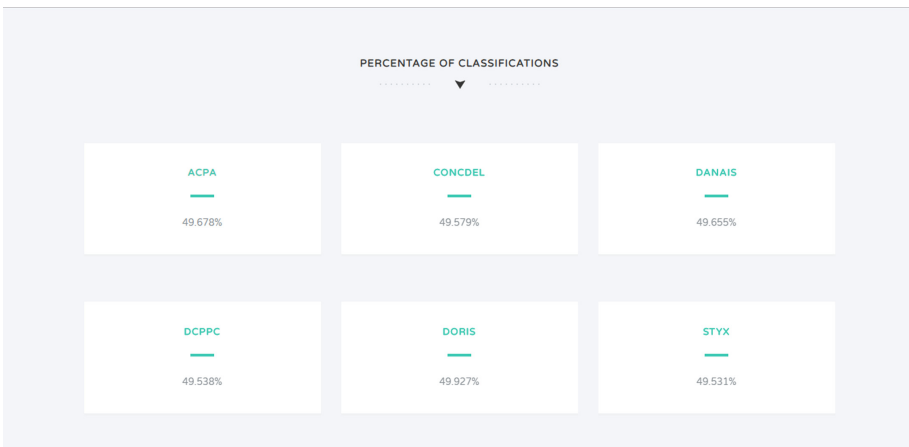 PERCENTAGE OF CLASSIFICATIONS
ACPA
49.678%
CONCDEL
49.579%
DANAIS
49.655%
DCPPC
49.538%
DORIS
49.927%
STYX
49.531%